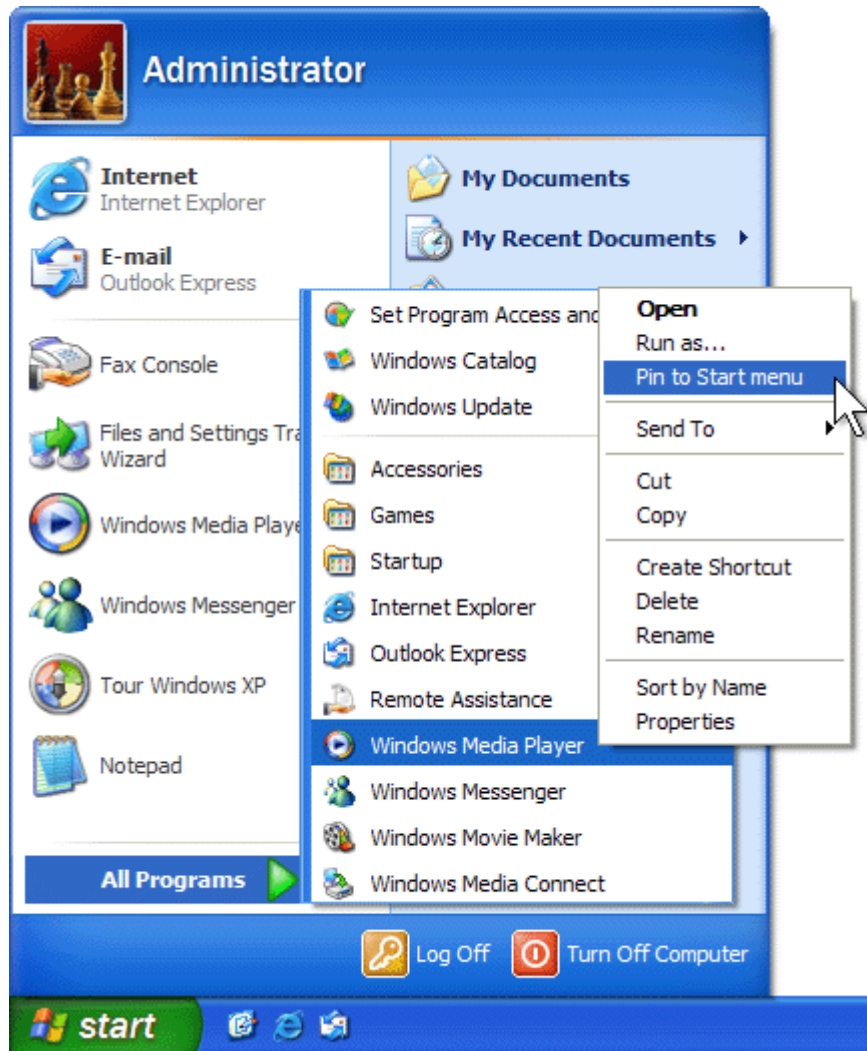 Administrator
Internet
Internet Explorer
E-mail
Outlook Express
Fax Console
Files and Settings Tra
Wizard
Windows Media Playe
Windows Messenger
Tour Windows XP
Notepad
All Programs
My Documents
My Recent Documents
Set Program Access and
Windows Catalog
Windows Update
Accessories
Games
Startup
Internet Explorer
Outlook Express
Remote Assistance
Windows Media Player
Windows Messenger
Windows Movie Maker
Windows Media Connect
Open
Run as...
Pin to Start menu
Send To
Cut
Copy
Create Shortcut
Delete
Rename
Sort by Name
Properties
Log Off
Turn Off Computer
start